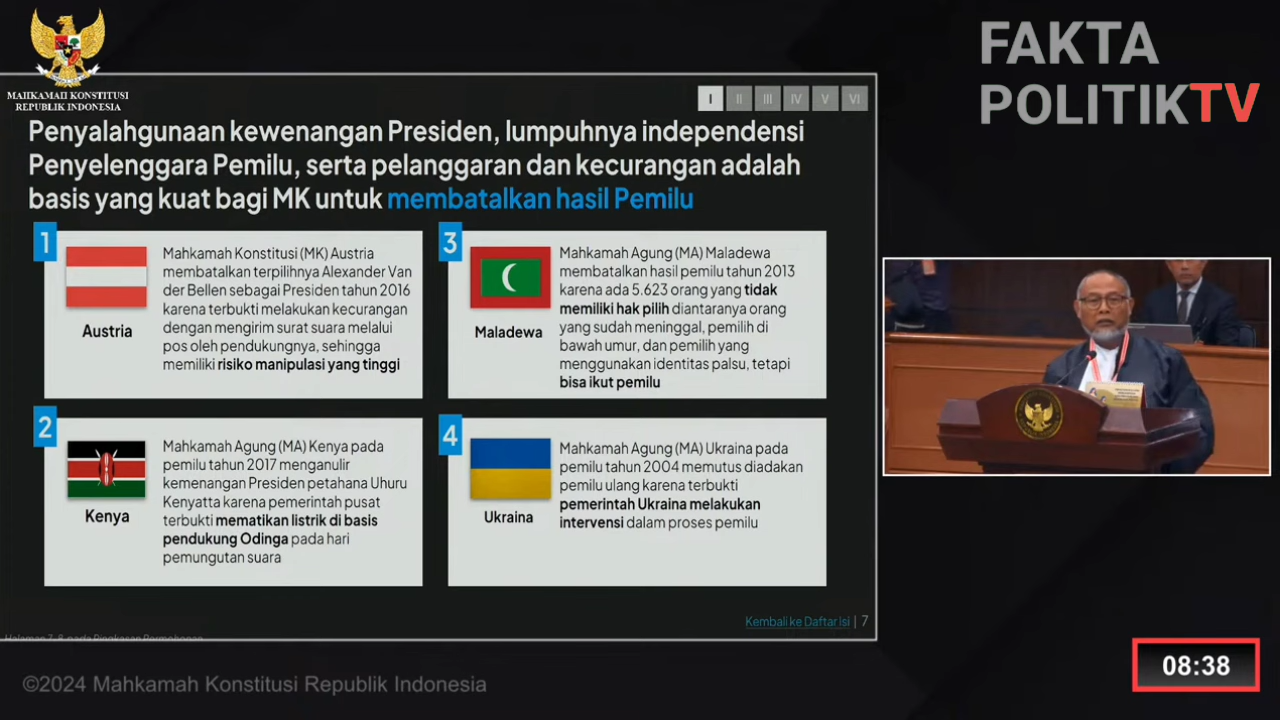 MAHKAMAH KONSTITUSI
REPUBLIK INDONESIA
FAKTA
POLITIKTV
I II III IV V VI
Penyalahgunaan kewenangan Presiden, lumpuhnya independensi
Penyelenggara Pemilu, serta pelanggaran dan kecurangan adalah
basis yang kuat bagi MK untuk membatalkan hasil Pemilu
1
Austria
Mahkamah Konstitusi (MK) Austria
membatalkan terpilihnya Alexander Van
der Bellen sebagai Presiden tahun 2016
karena terbukti melakukan kecurangan
dengan mengirim surat suara melalui
pos oleh pendukungnya, sehingga
memiliki risiko manipulasi yang tinggi
2
Kenya
Mahkamah Agung (MA) Kenya pada
pemilu tahun 2017 menganulir
kemenangan Presiden petahana Uhuru
Kenyatta karena pemerintah pusat
terbukti mematikan listrik di basis
pendukung Odinga pada hari
pemungutan suara
3
Maladewa
Mahkamah Agung (MA) Maladewa
membatalkan hasil pemilu tahun 2013
karena ada 5.623 orang yang tidak
memiliki hak pilih diantaranya orang
yang sudah meninggal, pemilih di
bawah umur, dan pemilih yang
menggunakan identitas palsu, tetapi
bisa ikut pemilu
4
Ukraina
Mahkamah Agung (MA) Ukraina pada
pemilu tahun 2004 memutus diadakan
pemilu ulang karena terbukti
pemerintah Ukraina melakukan
intervensi dalam proses pemilu
Kembali ke Daftar Isi | 7
Halaman 7-8 pada Ringkasan Permohonan
©2024 Mahkamah Konstitusi Republik Indonesia
08:38